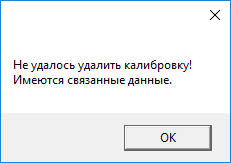 Не удалось удалить калибровку!
Имеются связанные данные.
OK